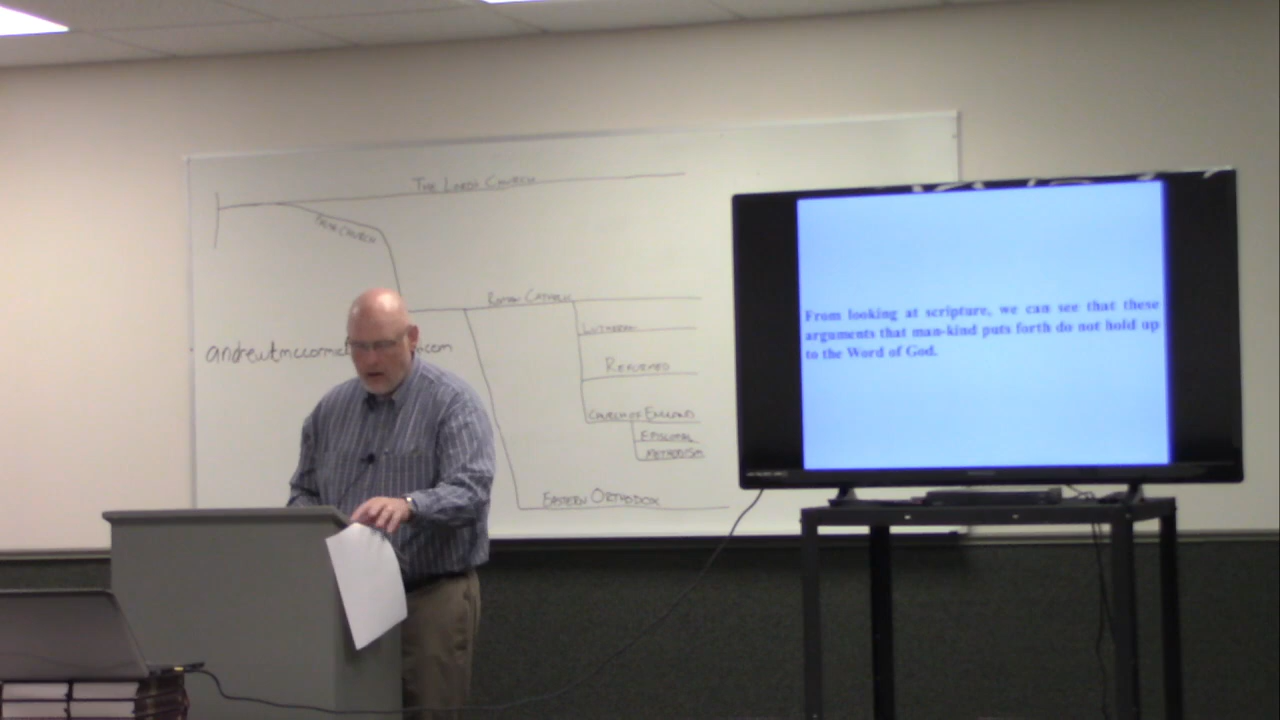 THE LORDS CHURCH
ROMAN CATHOLIC
LUTHERAN
REFORMED
CHURCH OF ENGLAND
EPISCOPAL
METHODISM
EASTERN ORTHODOX
From looking at scripture, we can see that these
arguments that man-kind puts forth do not hold up
to the Word of God.